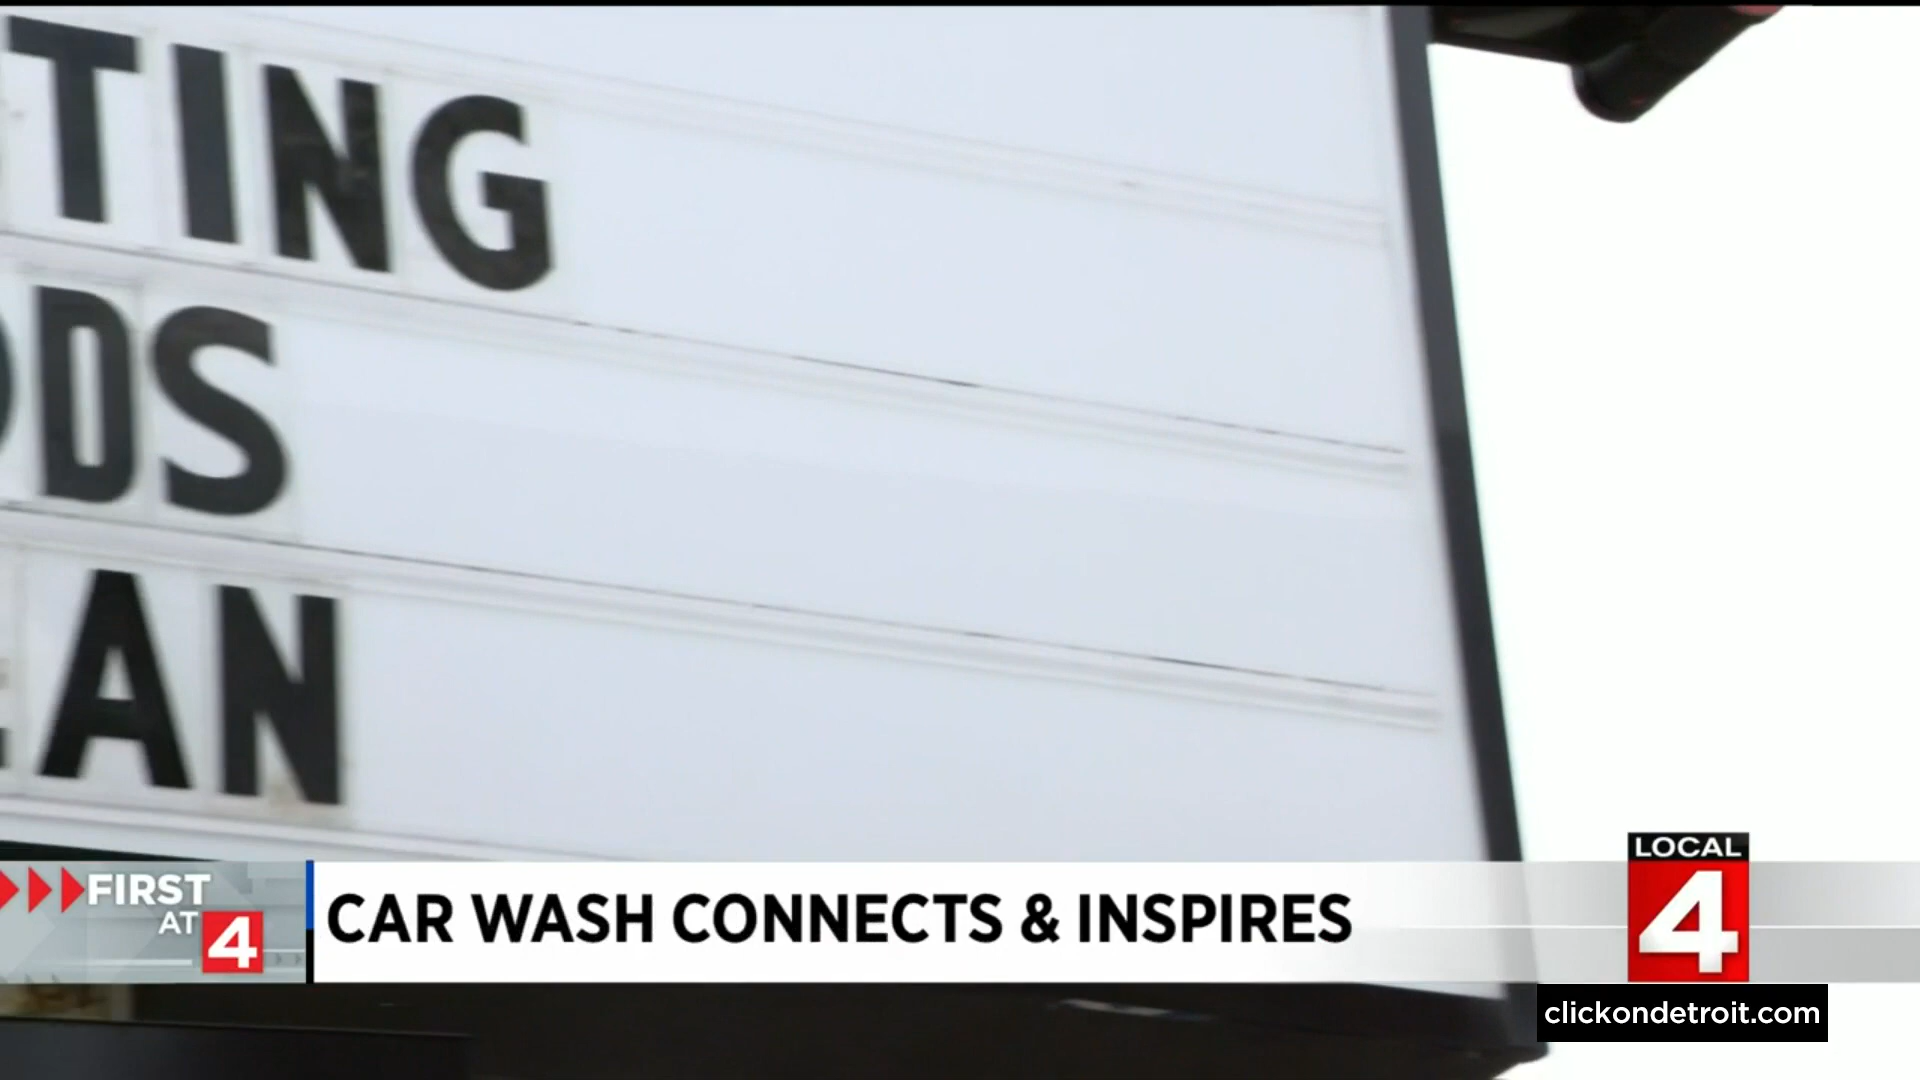 TING
DS
AN
FIRST
AT 4
CAR WASH CONNECTS & INSPIRES
LOCAL
4
clickondetroit.com